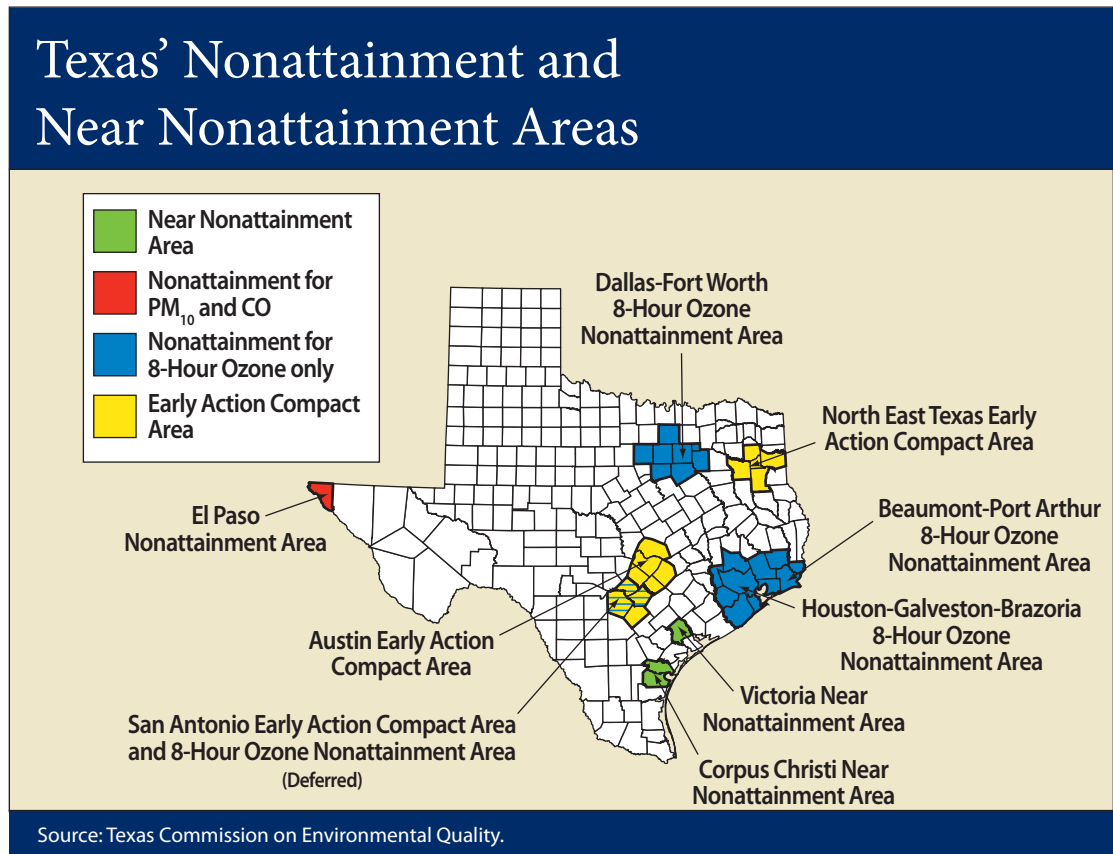 Texas’ Nonattainment and
Near Nonattainment Areas
Near Nonattainment
Area
Nonattainment for
PM₁₀ and CO
Nonattainment for
8-Hour Ozone only
Early Action Compact
Area
Dallas-Fort Worth
8-Hour Ozone
Nonattainment Area
North East Texas Early
Action Compact Area
El Paso
Nonattainment Area
Beaumont-Port Arthur
8-Hour Ozone
Nonattainment Area
Houston-Galveston-Brazoria
8-Hour Ozone
Nonattainment Area
Austin Early Action
Compact Area
Victoria Near
Nonattainment Area
San Antonio Early Action Compact Area
and 8-Hour Ozone Nonattainment Area
(Deferred)
Corpus Christi Near
Nonattainment Area
Source: Texas Commission on Environmental Quality.